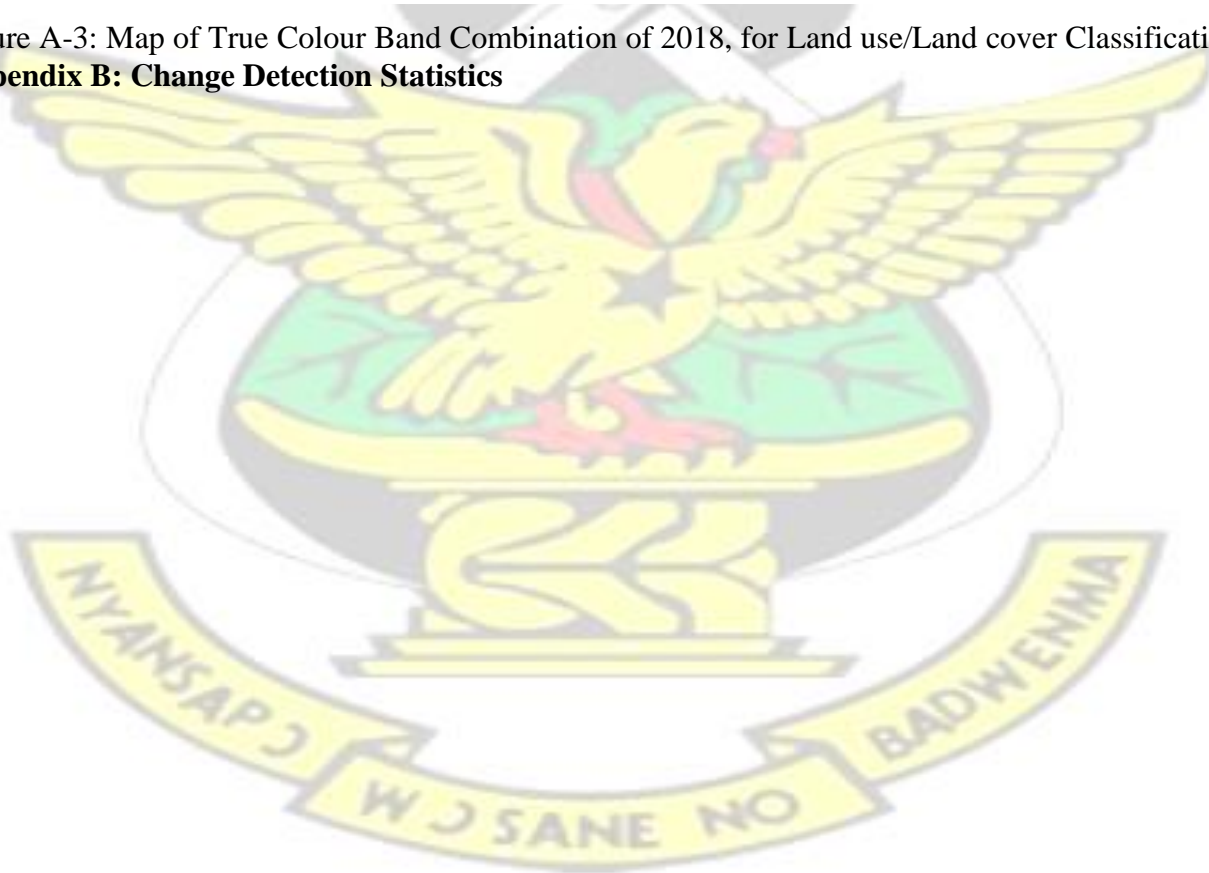 ure A-3: Map of True Colour Band Combination of 2018, for Land use/Land cover Classificati
pendix B: Change Detection Statistics
NYANSAPƆ
WƆSANE NO
BADWENMA